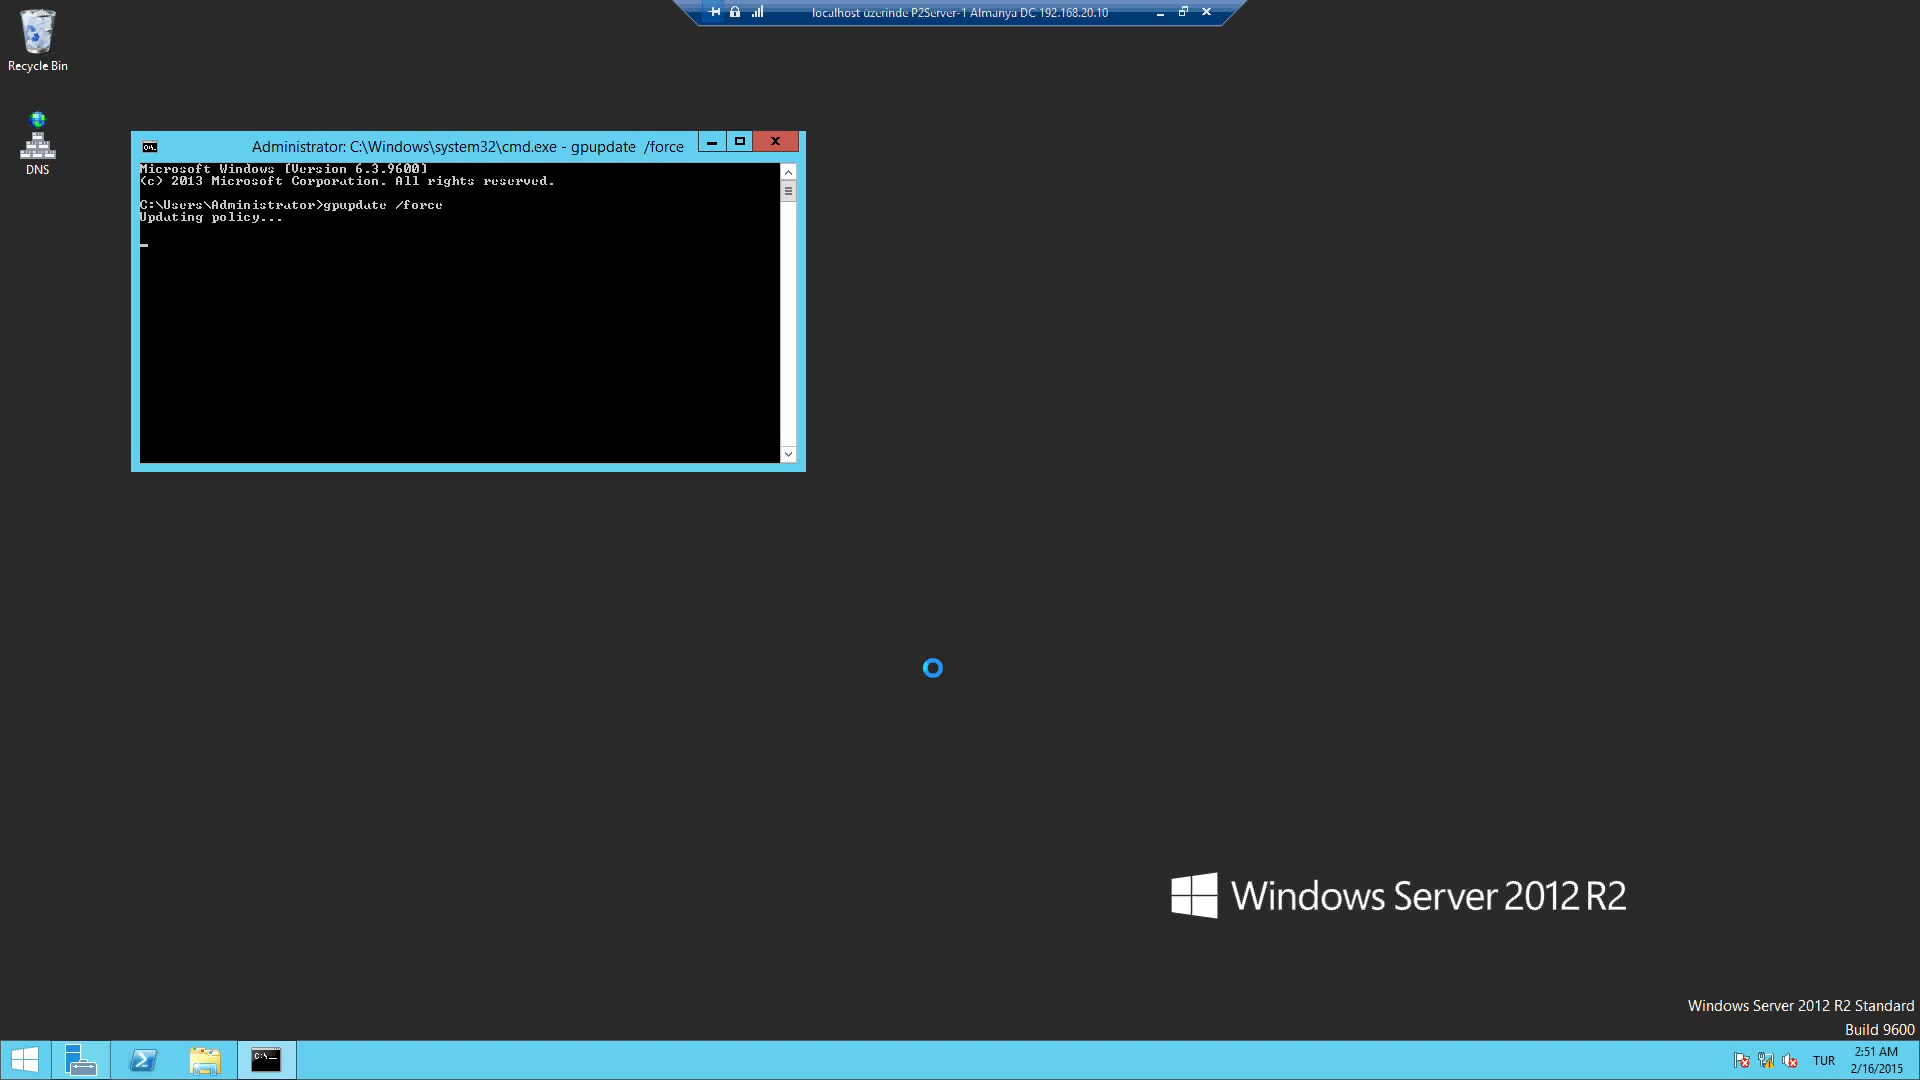 localhost üzerinde P2Server-1 Almanya DC 192.168.20.10
Recycle Bin
DNS
Administrator: C:\Windows\system32\cmd.exe - gpupdate  /force
Microsoft Windows [Version 6.3.9600]
(c) 2013 Microsoft Corporation. All rights reserved.
C:\Users\Administrator>gpupdate /force
Updating policy...
Windows Server 2012 R2
Windows Server 2012 R2 Standard
Build 9600
TUR
2:51 AM
2/16/2015